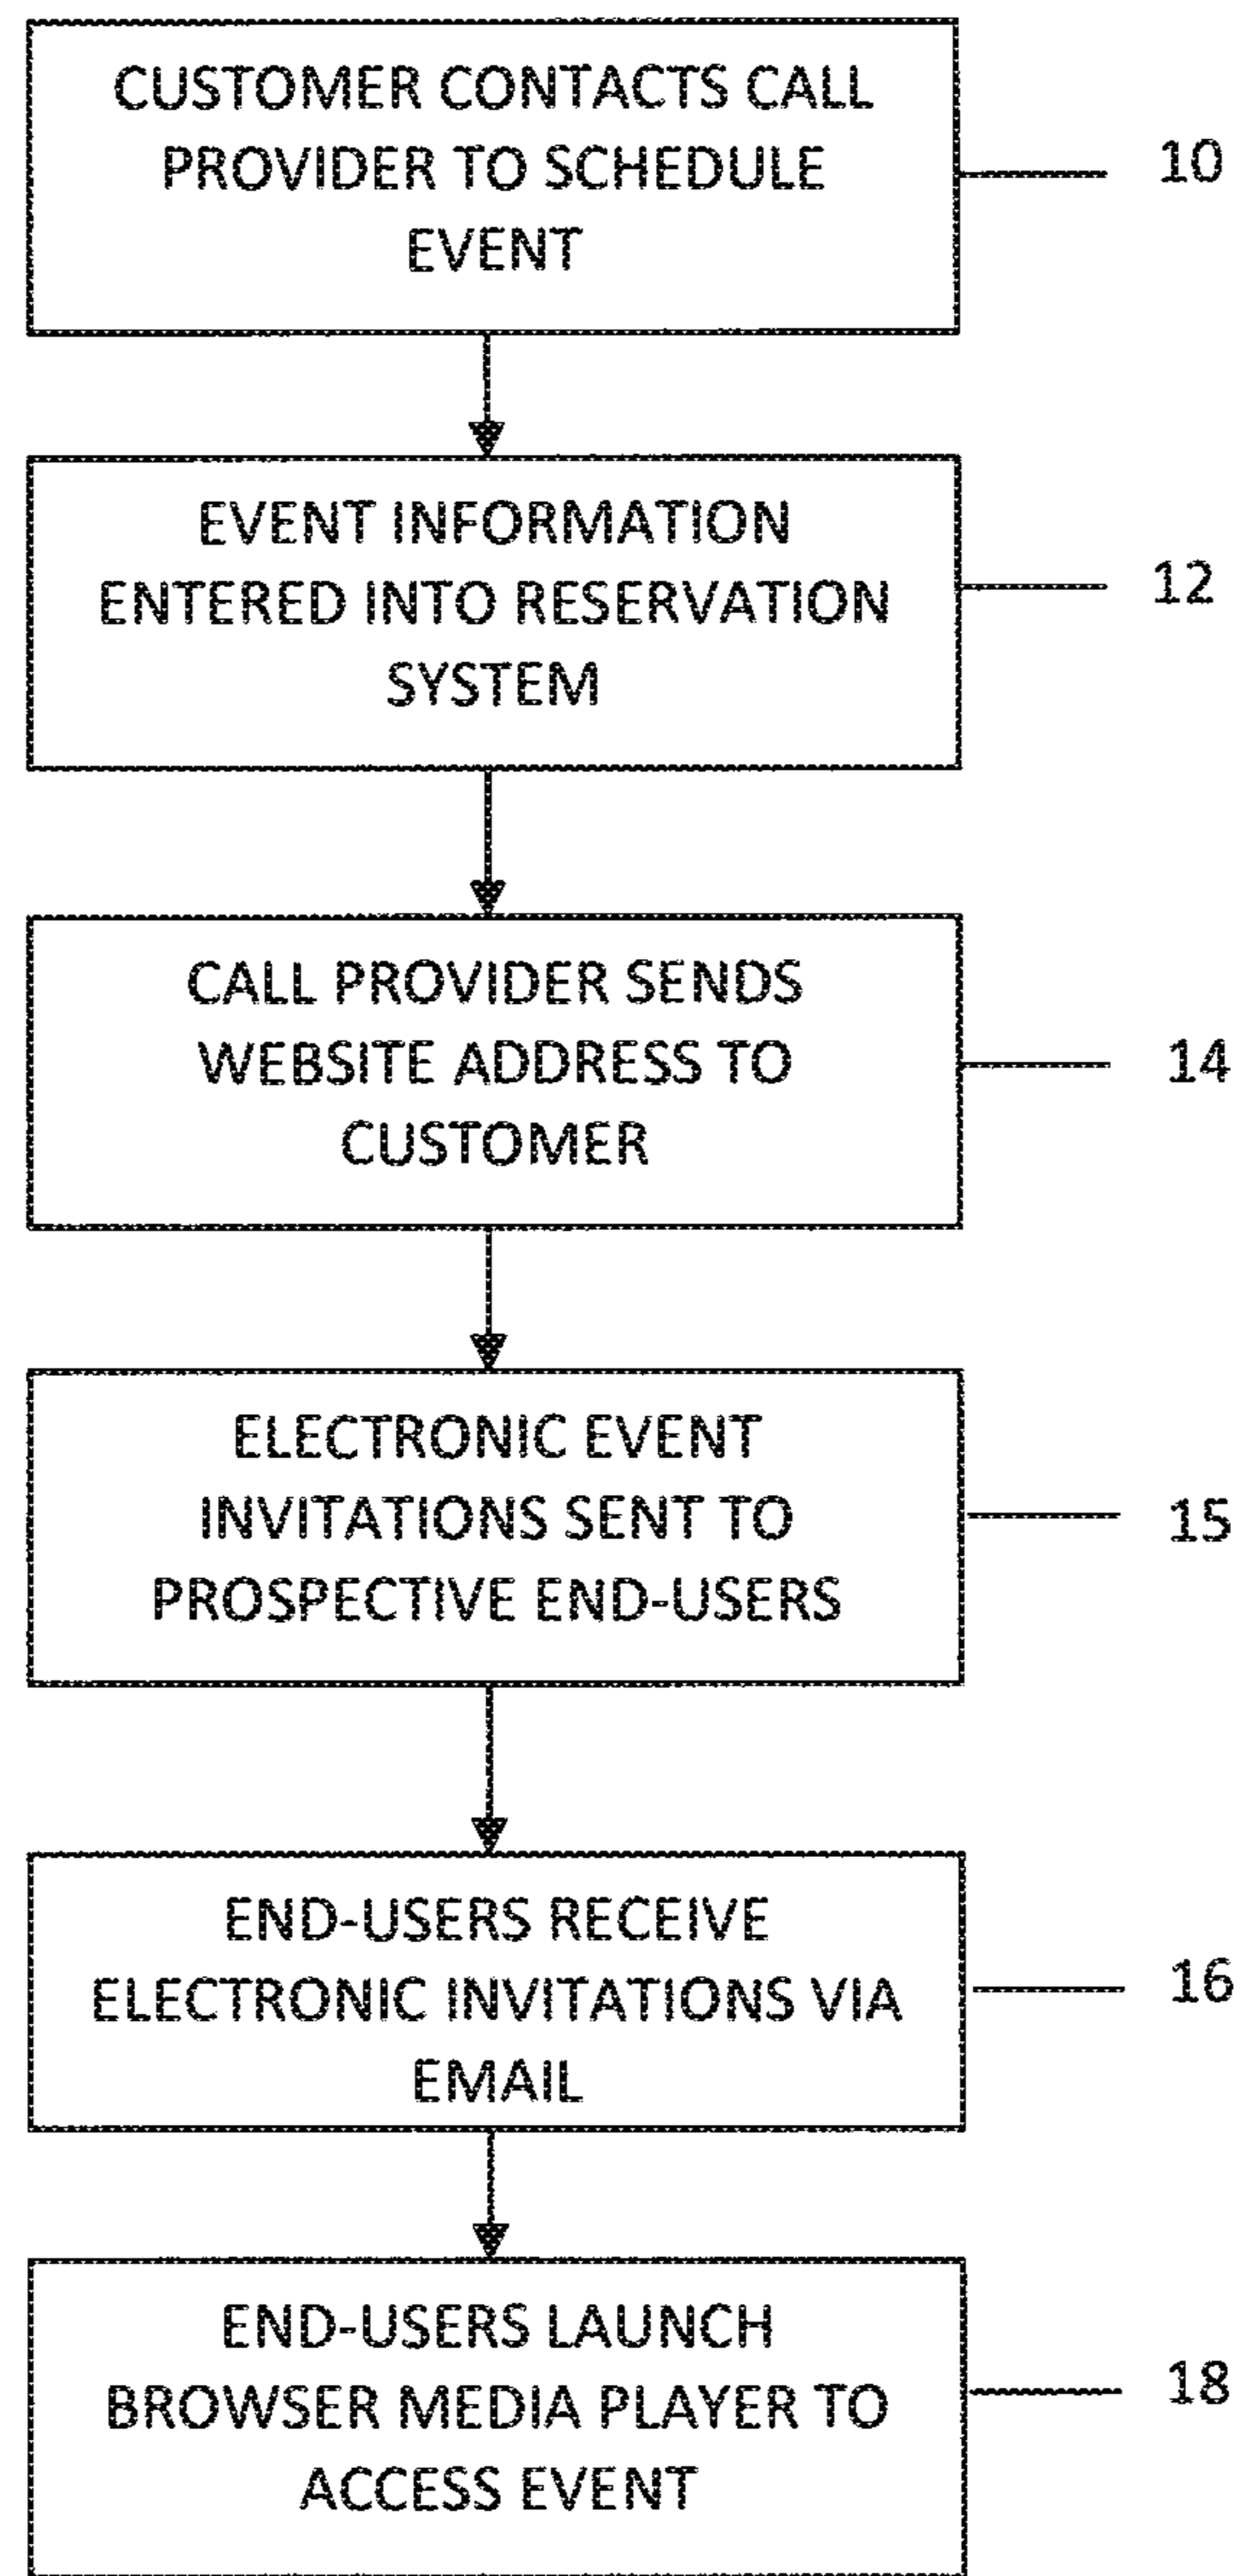 CUSTOMER CONTACTS CALL
PROVIDER TO SCHEDULE
EVENT
10
EVENT INFORMATION
ENTERED INTO RESERVATION
SYSTEM
12
CALL PROVIDER SENDS
WEBSITE ADDRESS TO
CUSTOMER
14
ELECTRONIC EVENT
INVITATIONS SENT TO
PROSPECTIVE END-USERS
15
END-USERS RECEIVE
ELECTRONIC INVITATIONS VIA
EMAIL
16
END-USERS LAUNCH
BROWSER MEDIA PLAYER TO
ACCESS EVENT
18